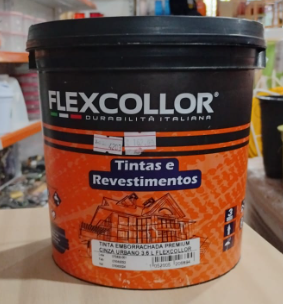 FLEXCOLLOR®
DURABILITÀ ITALIANA
Tintas e
Revestimentos
TINTA EMBORRACHADA PREMIUM
CINZA URBANO 3.6 L FLEXCOLLOR